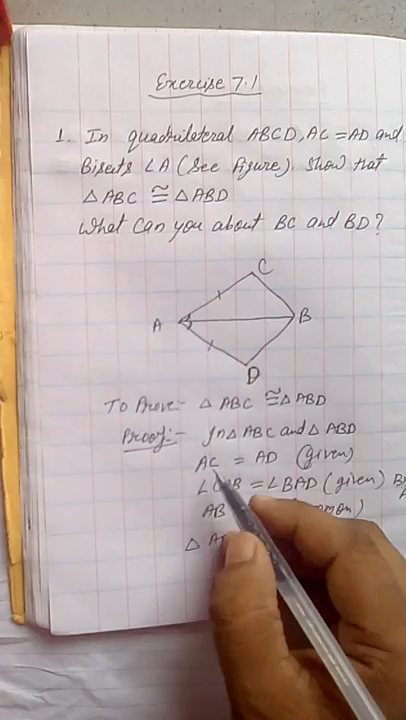 Exercise 7.1
1. In quadrilateral ABCD, AC = AD and
Bisects ∠A (See figure). Show that
△ ABC ≅ △ ABD
What can you about BC and BD?
C
A
B
D
To Prove:- △ ABC ≅ △ ABD
Proof:- In △ ABC and △ ABD
AC = AD (given)
= ∠BAD (given)
AB
△